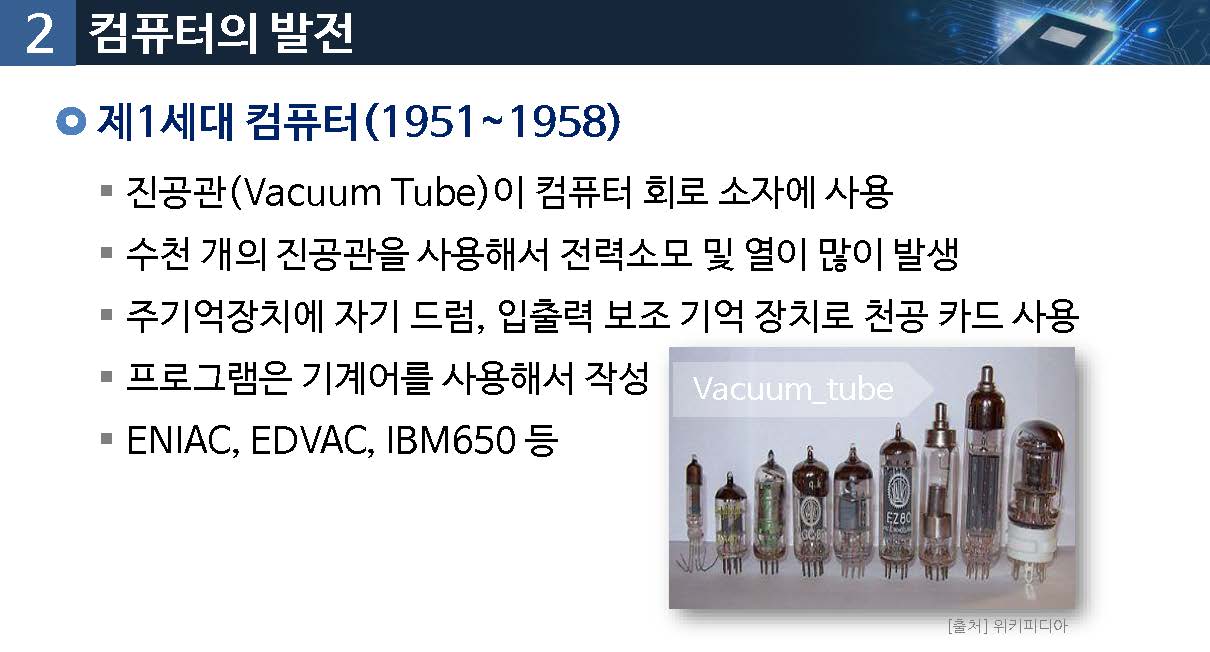 2 컴퓨터의 발전
제1세대 컴퓨터(1951~1958)
진공관(Vacuum Tube)이 컴퓨터 회로 소자에 사용
수천 개의 진공관을 사용해서 전력소모 및 열이 많이 발생
주기억장치에 자기 드럼, 입출력 보조 기억 장치로 천공 카드 사용
프로그램은 기계어를 사용해서 작성
ENIAC, EDVAC, IBM650 등
Vacuum_tube
EZ80
[출처] 위키피디아